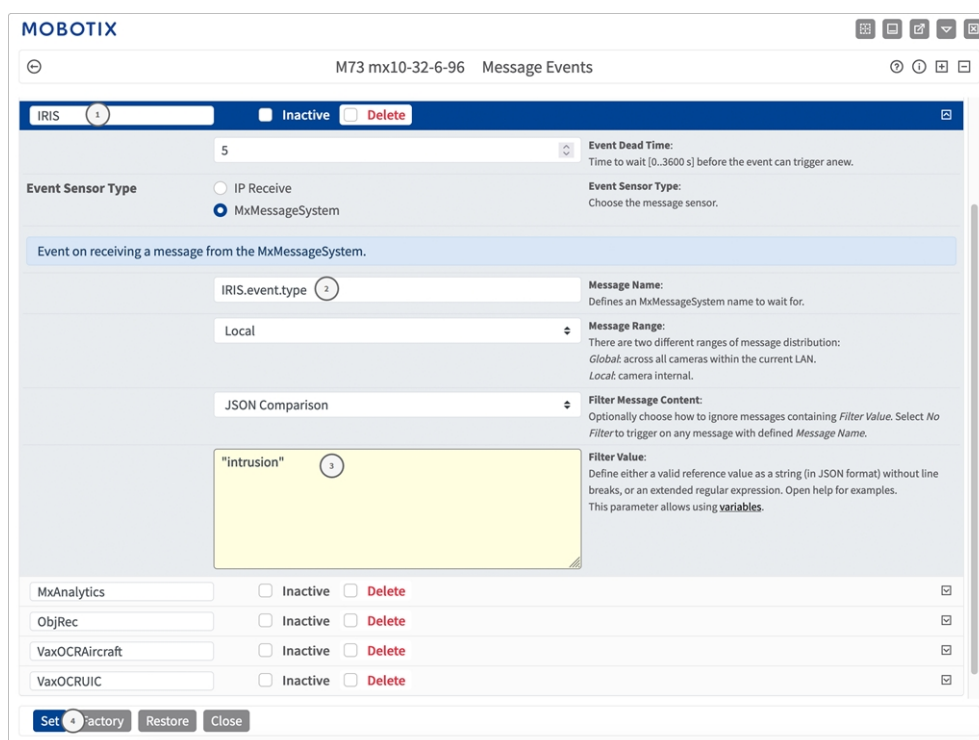 MOBOTIX
M73 mx10-32-6-96 Message Events
IRIS 1 Inactive Delete
5
Event Dead Time:
Time to wait [0..3600 s] before the event can trigger anew.
Event Sensor Type
IP Receive
MxMessageSystem
Event Sensor Type:
Choose the message sensor.
Event on receiving a message from the MxMessageSystem.
IRIS.event.type 2
Message Name:
Defines an MxMessageSystem name to wait for.
Local
Message Range:
There are two different ranges of message distribution:
Global: across all cameras within the current LAN.
Local: camera internal.
JSON Comparison
Filter Message Content:
Optionally choose how to ignore messages containing Filter Value. Select No
Filter to trigger on any message with defined Message Name.
"intrusion" 3
Filter Value:
Define either a valid reference value as a string (in JSON format) without line
breaks, or an extended regular expression. Open help for examples.
This parameter allows using variables.
MxAnalytics Inactive Delete
ObjRec Inactive Delete
VaxOCRAircraft Inactive Delete
VaxOCRUIC Inactive Delete
Set 4 actory Restore Close